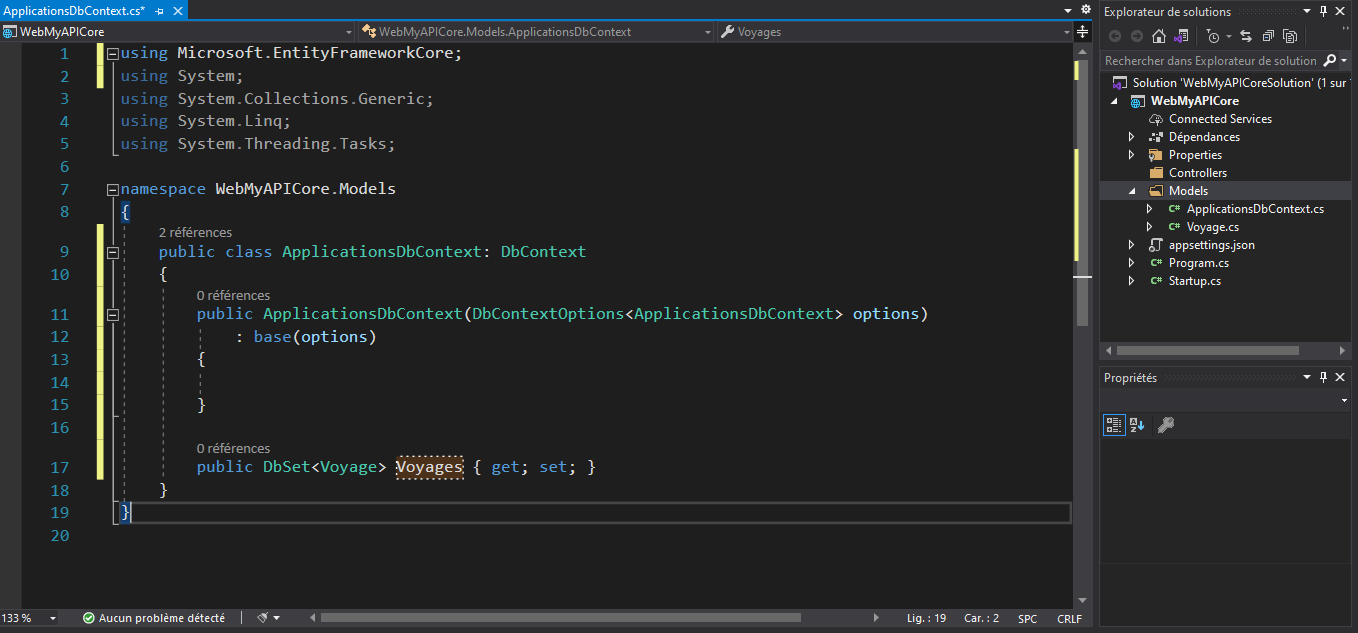 ApplicationsDbContext.cs*
WebMyAPICore
WebMyAPICore.Models.ApplicationsDbContext
Voyages
1 using Microsoft.EntityFrameworkCore;
2 using System;
3 using System.Collections.Generic;
4 using System.Linq;
5 using System.Threading.Tasks;
6
7 namespace WebMyAPICore.Models
8 {
2 références
9 public class ApplicationsDbContext: DbContext
10 {
0 références
11 public ApplicationsDbContext(DbContextOptions<ApplicationsDbContext> options)
12 : base(options)
13 {
14
15 }
16
0 références
17 public DbSet<Voyage> Voyages { get; set; }
18 }
19 }
20
133 %
Aucun problème détecté
Lig. : 19
Car. : 2
SPC
CRLF
Explorateur de solutions
Rechercher dans Explorateur de solution
Solution 'WebMyAPICoreSolution' (1 sur
WebMyAPICore
Connected Services
Dépendances
Properties
Controllers
Models
C# ApplicationsDbContext.cs
C# Voyage.cs
appsettings.json
C# Program.cs
C# Startup.cs
Propriétés